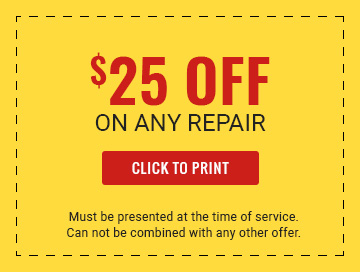 $25 OFF
ON ANY REPAIR
CLICK TO PRINT
Must be presented at the time of service.
Can not be combined with any other offer.